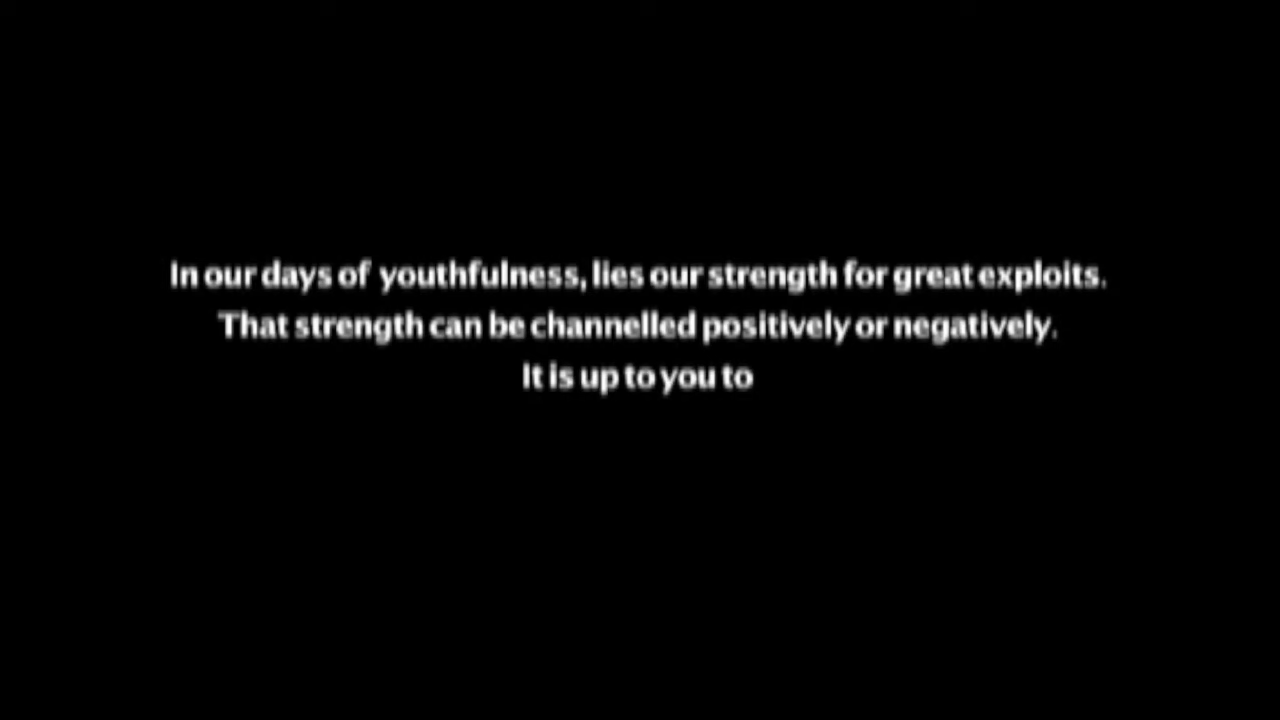 In our days of youthfulness, lies our strength for great exploits.
That strength can be channelled positively or negatively.
It is up to you to